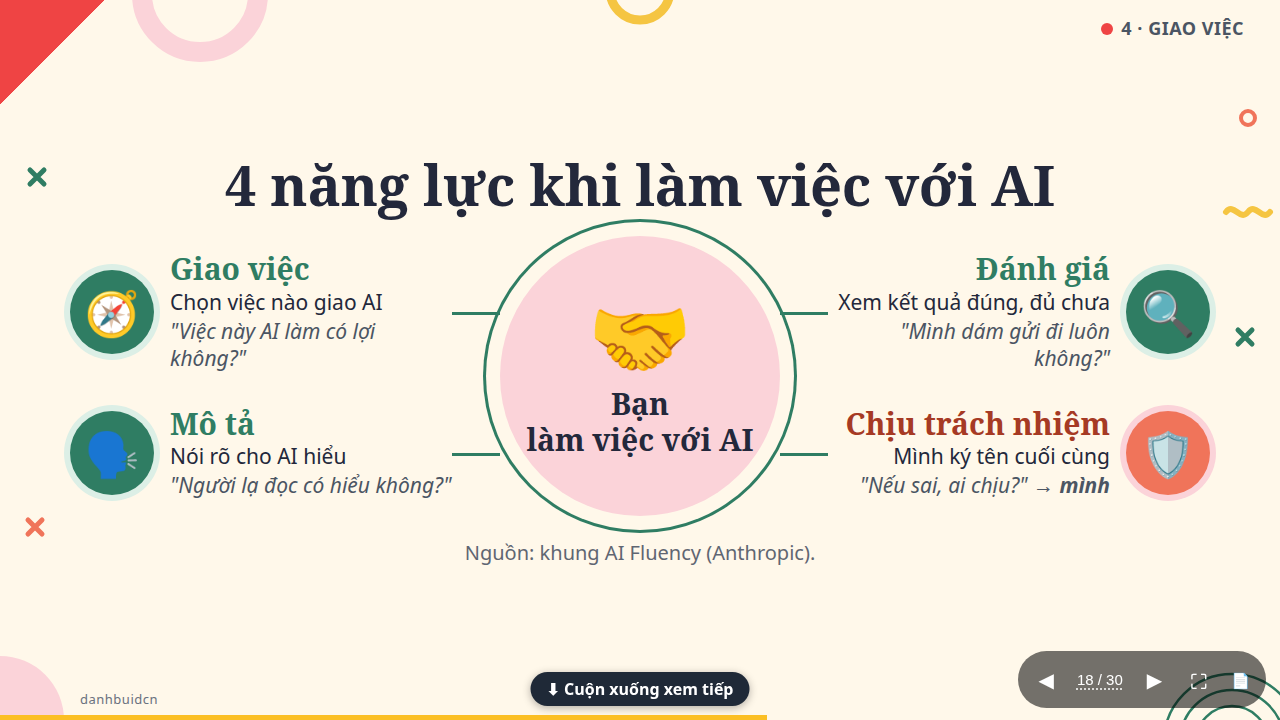 4 · GIAO VIỆC
4 năng lực khi làm việc với AI
Giao việc
Chọn việc nào giao AI
"Việc này AI làm có lợi
không?"
Mô tả
Nói rõ cho AI hiểu
"Người lạ đọc có hiểu không?"
Bạn
làm việc với AI
Đánh giá
Xem kết quả đúng, đủ chưa
"Mình dám gửi đi luôn
không?"
Chịu trách nhiệm
Mình ký tên cuối cùng
"Nếu sai, ai chịu?" → mình
Nguồn: khung AI Fluency (Anthropic).
danhbuidcn
⬇ Cuộn xuống xem tiếp
◀ 18 / 30 ▶